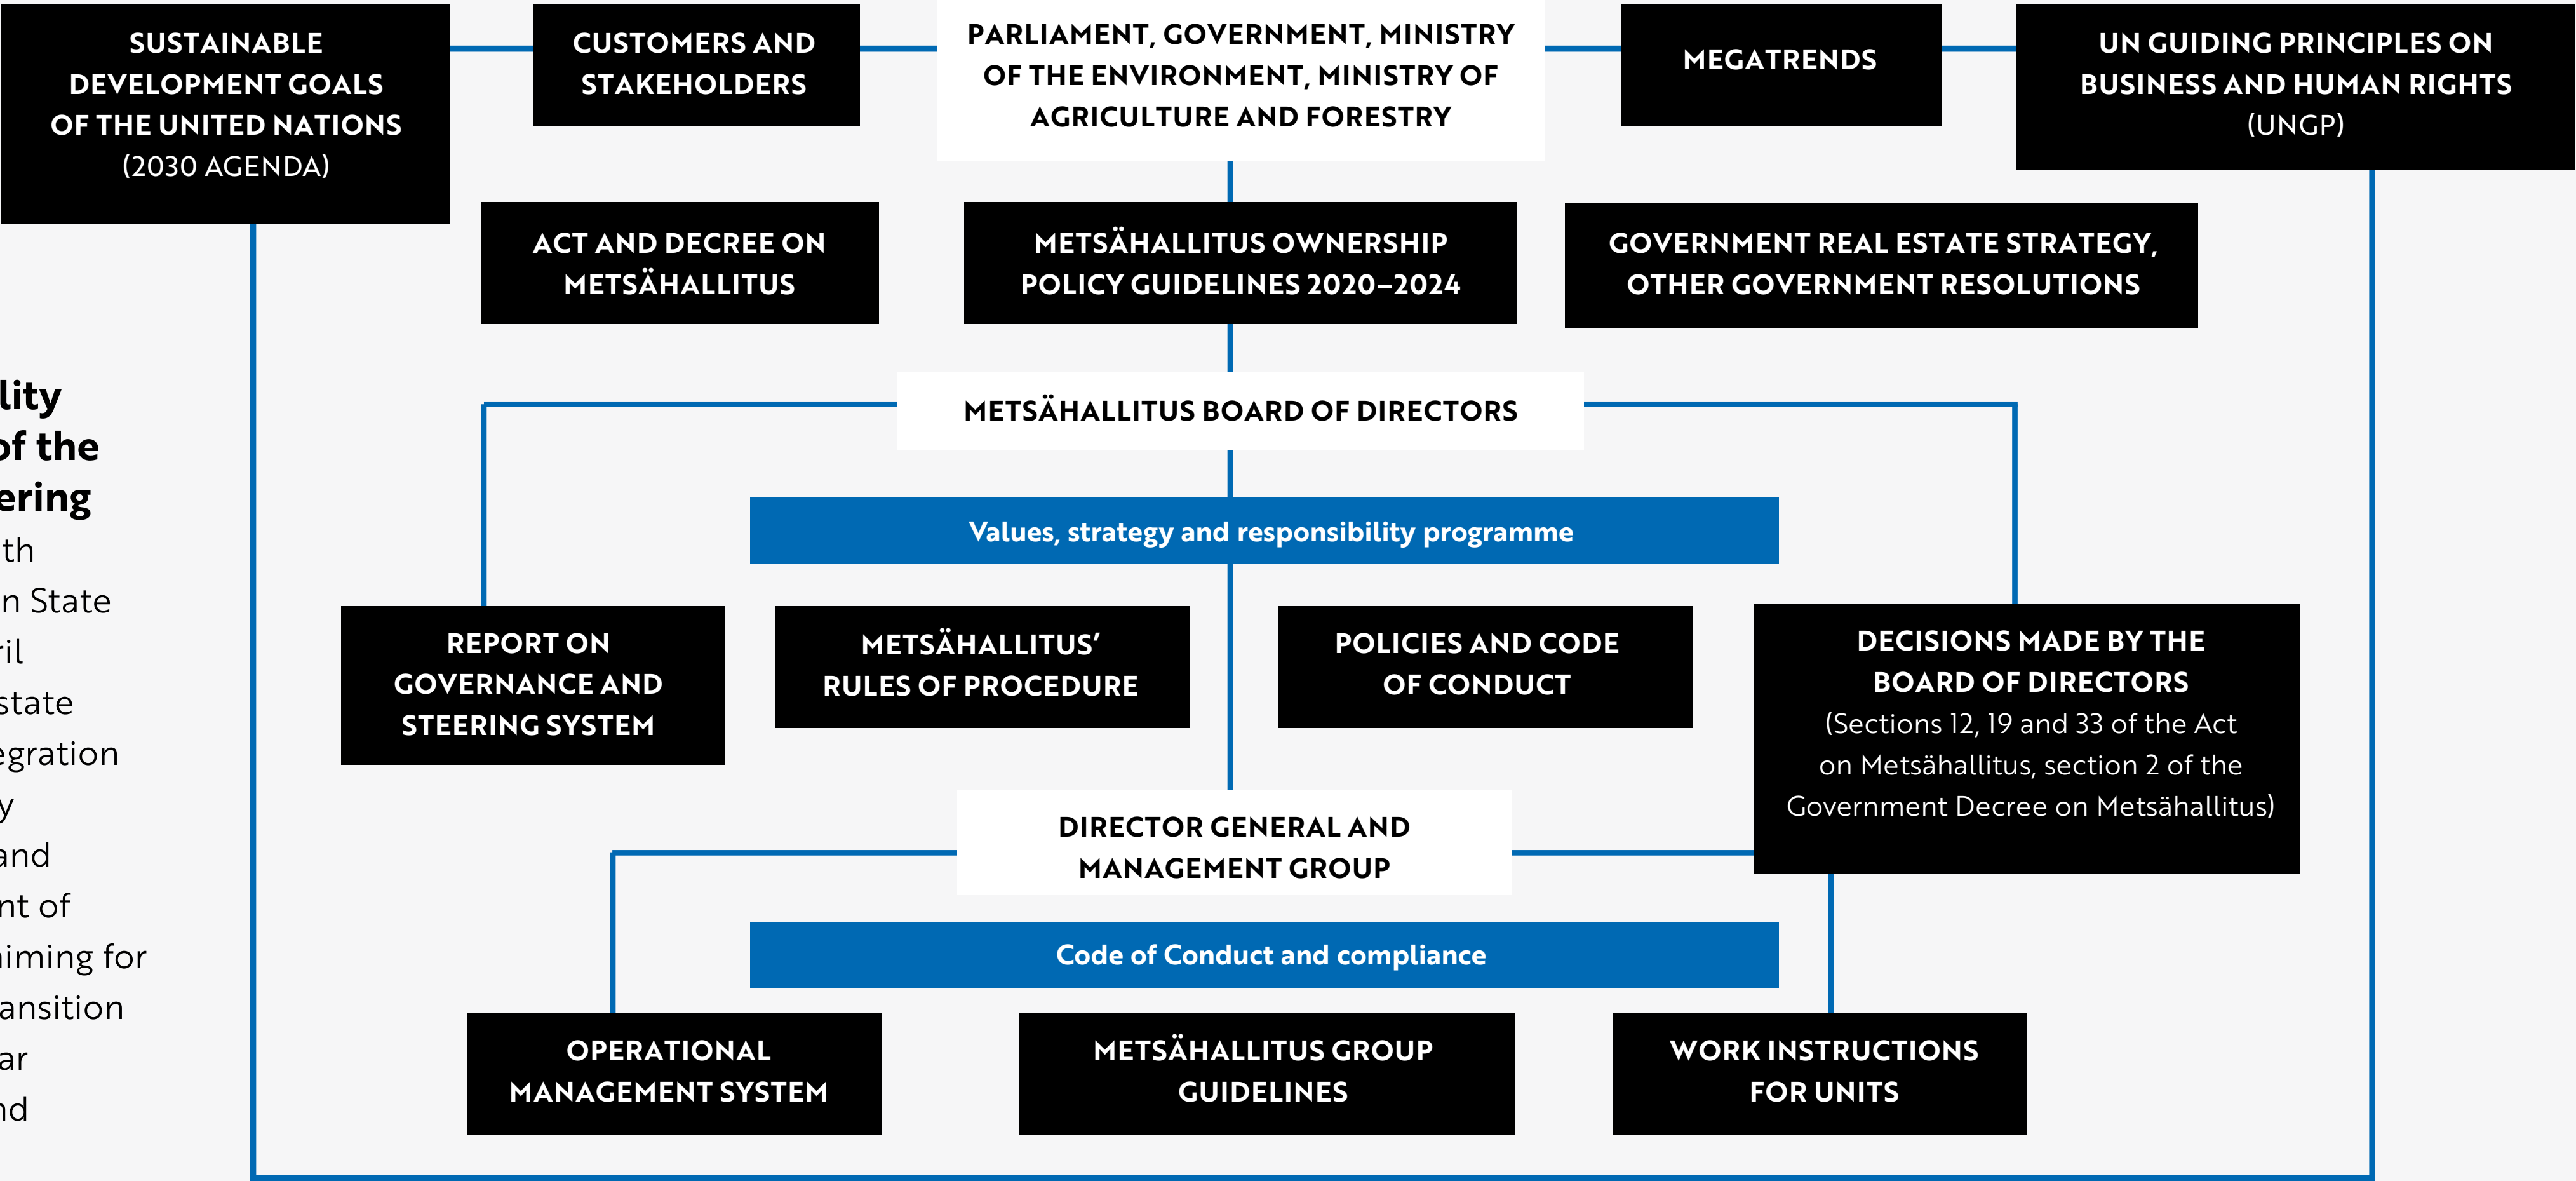 SUSTAINABLE
DEVELOPMENT GOALS
OF THE UNITED NATIONS
(2030 AGENDA)
CUSTOMERS AND
STAKEHOLDERS
PARLIAMENT, GOVERNMENT, MINISTRY
OF THE ENVIRONMENT, MINISTRY OF
AGRICULTURE AND FORESTRY
MEGATRENDS
UN GUIDING PRINCIPLES ON
BUSINESS AND HUMAN RIGHTS
(UNGP)
ACT AND DECREE ON
METSÄHALLITUS
METSÄHALLITUS OWNERSHIP
POLICY GUIDELINES 2020–2024
GOVERNMENT REAL ESTATE STRATEGY,
OTHER GOVERNMENT RESOLUTIONS
lity
of the
ering
th
n State
ril
state
egration
y
and
nt of
iming for
ansition
ar
nd
METSÄHALLITUS BOARD OF DIRECTORS
Values, strategy and responsibility programme
REPORT ON
GOVERNANCE AND
STEERING SYSTEM
METSÄHALLITUS’
RULES OF PROCEDURE
POLICIES AND CODE
OF CONDUCT
DECISIONS MADE BY THE
BOARD OF DIRECTORS
(Sections 12, 19 and 33 of the Act
on Metsähallitus, section 2 of the
Government Decree on Metsähallitus)
DIRECTOR GENERAL AND
MANAGEMENT GROUP
Code of Conduct and compliance
OPERATIONAL
MANAGEMENT SYSTEM
METSÄHALLITUS GROUP
GUIDELINES
WORK INSTRUCTIONS
FOR UNITS